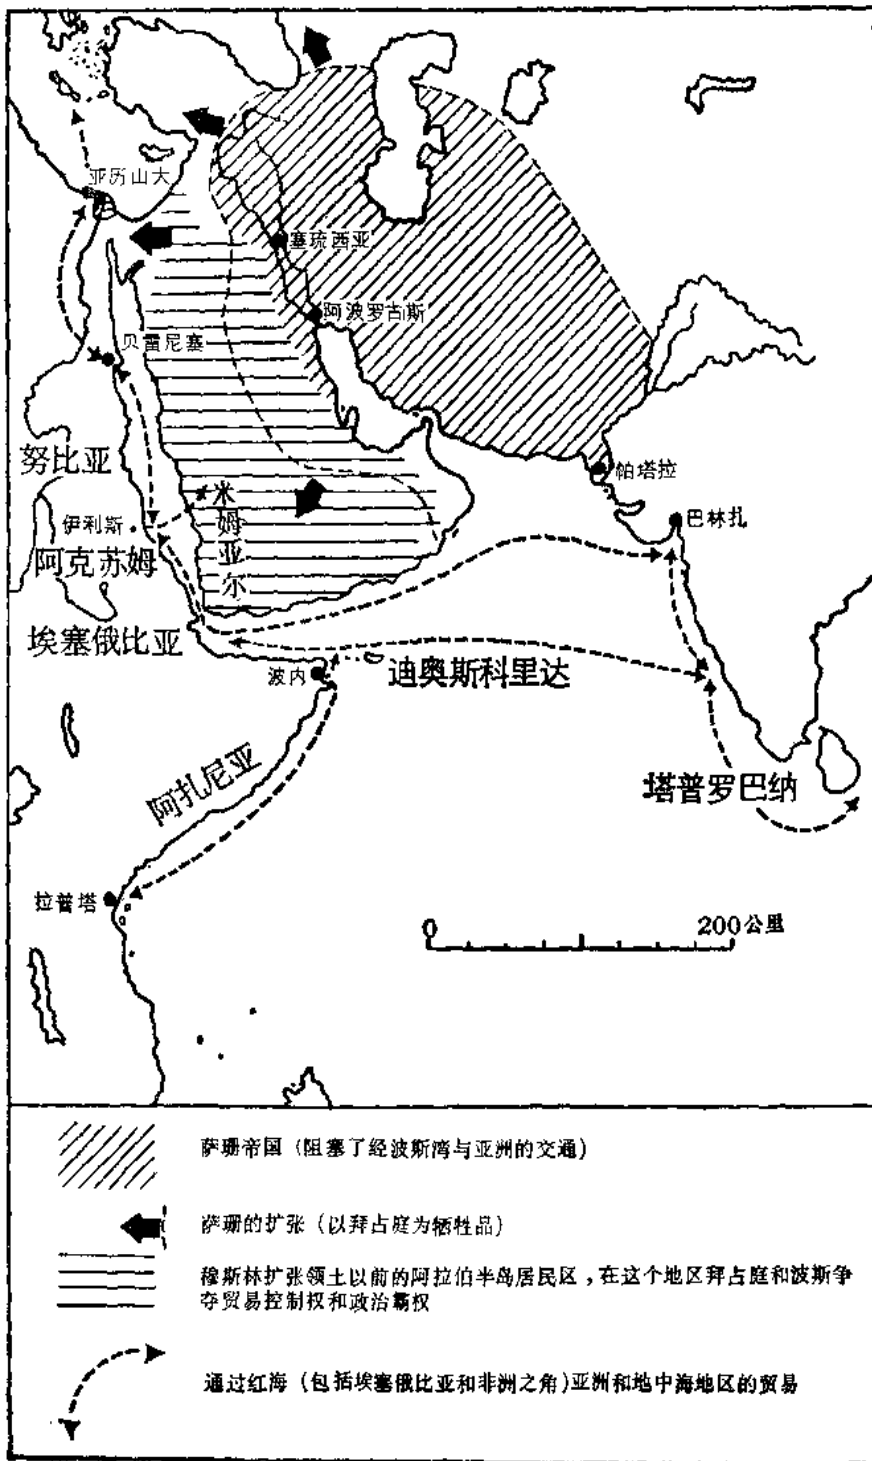 亚历山大
塞琉西亚
阿波罗古斯
贝雷尼塞
努比亚
帕塔拉
米姆亚尔
巴林扎
伊利斯
阿克苏姆
埃塞俄比亚
波内
迪奥斯科里达
阿扎尼亚
塔普罗巴纳
拉普塔
0 200公里
萨珊帝国（阻塞了经波斯湾与亚洲的交通）
萨珊的扩张（以拜占庭为牺牲品）
穆斯林扩张领土以前的阿拉伯半岛居民区，在这个地区拜占庭和波斯争
夺贸易控制权和政治霸权
通过红海（包括埃塞俄比亚和非洲之角）亚洲和地中海地区的贸易